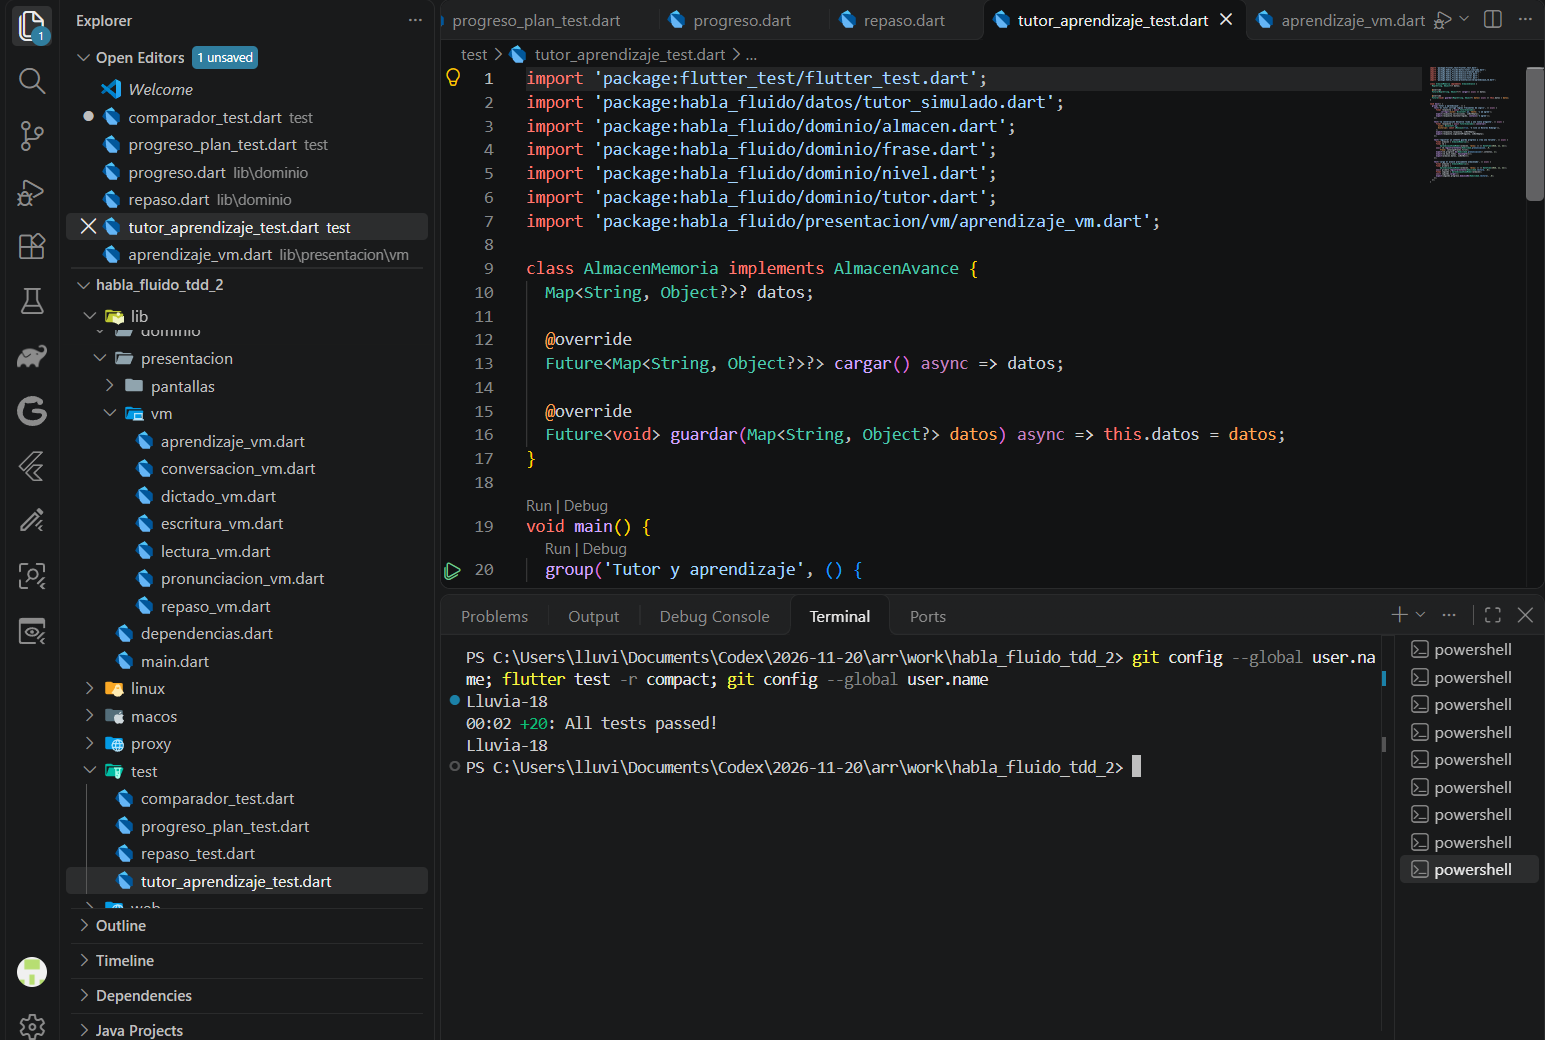 Explorer
Open Editors 1 unsaved
Welcome
comparador_test.dart test
progreso_plan_test.dart test
progreso.dart lib\dominio
repaso.dart lib\dominio
tutor_aprendizaje_test.dart test
aprendizaje_vm.dart lib\presentacion\vm
habla_fluido_tdd_2
lib
dominio
presentacion
pantallas
vm
aprendizaje_vm.dart
conversacion_vm.dart
dictado_vm.dart
escritura_vm.dart
lectura_vm.dart
pronunciacion_vm.dart
repaso_vm.dart
dependencias.dart
main.dart
linux
macos
proxy
test
comparador_test.dart
progreso_plan_test.dart
repaso_test.dart
tutor_aprendizaje_test.dart
web
Outline
Timeline
Dependencies
Java Projects
1
progreso_plan_test.dart progreso.dart repaso.dart tutor_aprendizaje_test.dart aprendizaje_vm.dart
test > tutor_aprendizaje_test.dart > ...
1 import 'package:flutter_test/flutter_test.dart';
2 import 'package:habla_fluido/datos/tutor_simulado.dart';
3 import 'package:habla_fluido/dominio/almacen.dart';
4 import 'package:habla_fluido/dominio/frase.dart';
5 import 'package:habla_fluido/dominio/nivel.dart';
6 import 'package:habla_fluido/dominio/tutor.dart';
7 import 'package:habla_fluido/presentacion/vm/aprendizaje_vm.dart';
8
9 class AlmacenMemoria implements AlmacenAvance {
10 Map<String, Object?>? datos;
11
12 @override
13 Future<Map<String, Object?>?> cargar() async => datos;
14
15 @override
16 Future<void> guardar(Map<String, Object?> datos) async => this.datos = datos;
17 }
18
Run | Debug
19 void main() {
Run | Debug
20 group('Tutor y aprendizaje', () {
Problems Output Debug Console Terminal Ports
PS C:\Users\lluvi\Documents\Codex\2026-11-20\arr\work\habla_fluido_tdd_2> git config --global user.na
me; flutter test -r compact; git config --global user.name
Lluvia-18
00:02 +20: All tests passed!
Lluvia-18
PS C:\Users\lluvi\Documents\Codex\2026-11-20\arr\work\habla_fluido_tdd_2>
powershell
powershell
powershell
powershell
powershell
powershell
powershell
powershell
powershell